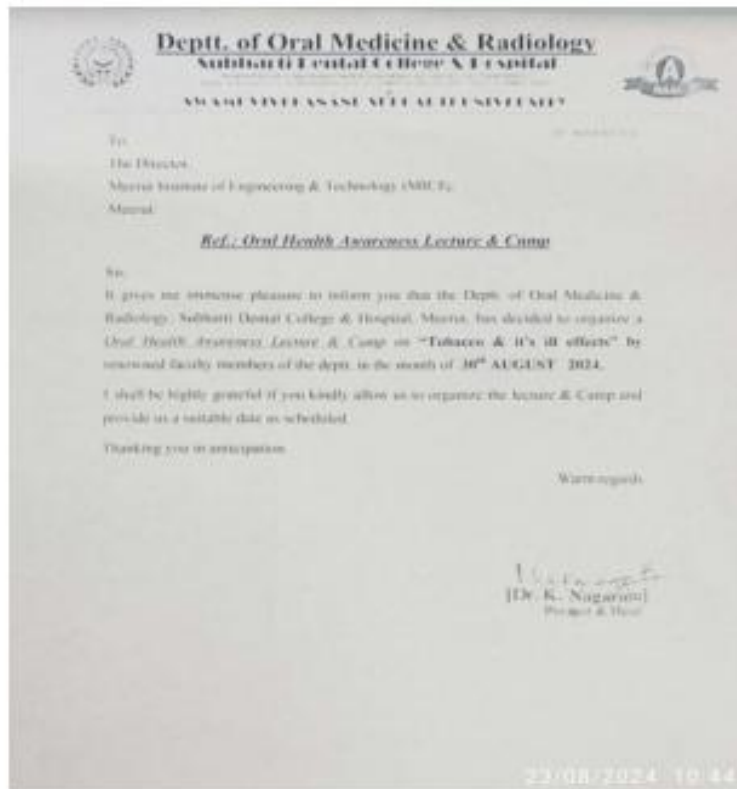 Deptt. of Oral Medicine & Radiology
Subharti Dental College & Hospital
SWAMI VIVEKANAND SUBHARTI UNIVERSITY
To,
The Director,
Meerut Institute of Engineering & Technology
Meerut.
Ref.: Oral Health Awareness Lecture & Camp
Sir,
It gives me immense pleasure to inform you that the Deptt. of Oral Medicine &
Radiology, Subharti Dental College & Hospital, Meerut, has decided to organize a
Oral Health Awareness Lecture & Camp on “Tobacco & it's ill effects” by
renowned faculty members of the deptt. in the month of 30th AUGUST 2024.
I shall be highly grateful if you kindly allow us to organize the lecture & Camp and
provide us a suitable date as scheduled.
Thanking you in anticipation
Warm regards
[Dr. K. Nagaraju]
& Head
23/08/2024 10:44